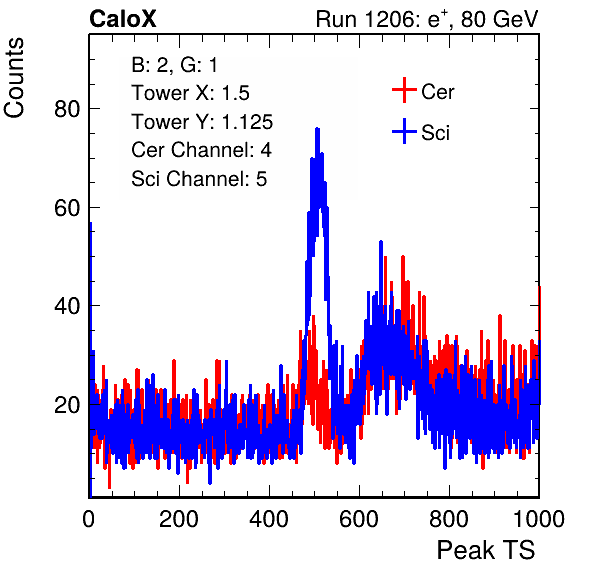 CaloX
Run 1206: e+, 80 GeV
Counts
B: 2, G: 1
Tower X: 1.5
Tower Y: 1.125
Cer Channel: 4
Sci Channel: 5
Cer
Sci
80
60
40
20
0 200 400 600 800 1000
Peak TS